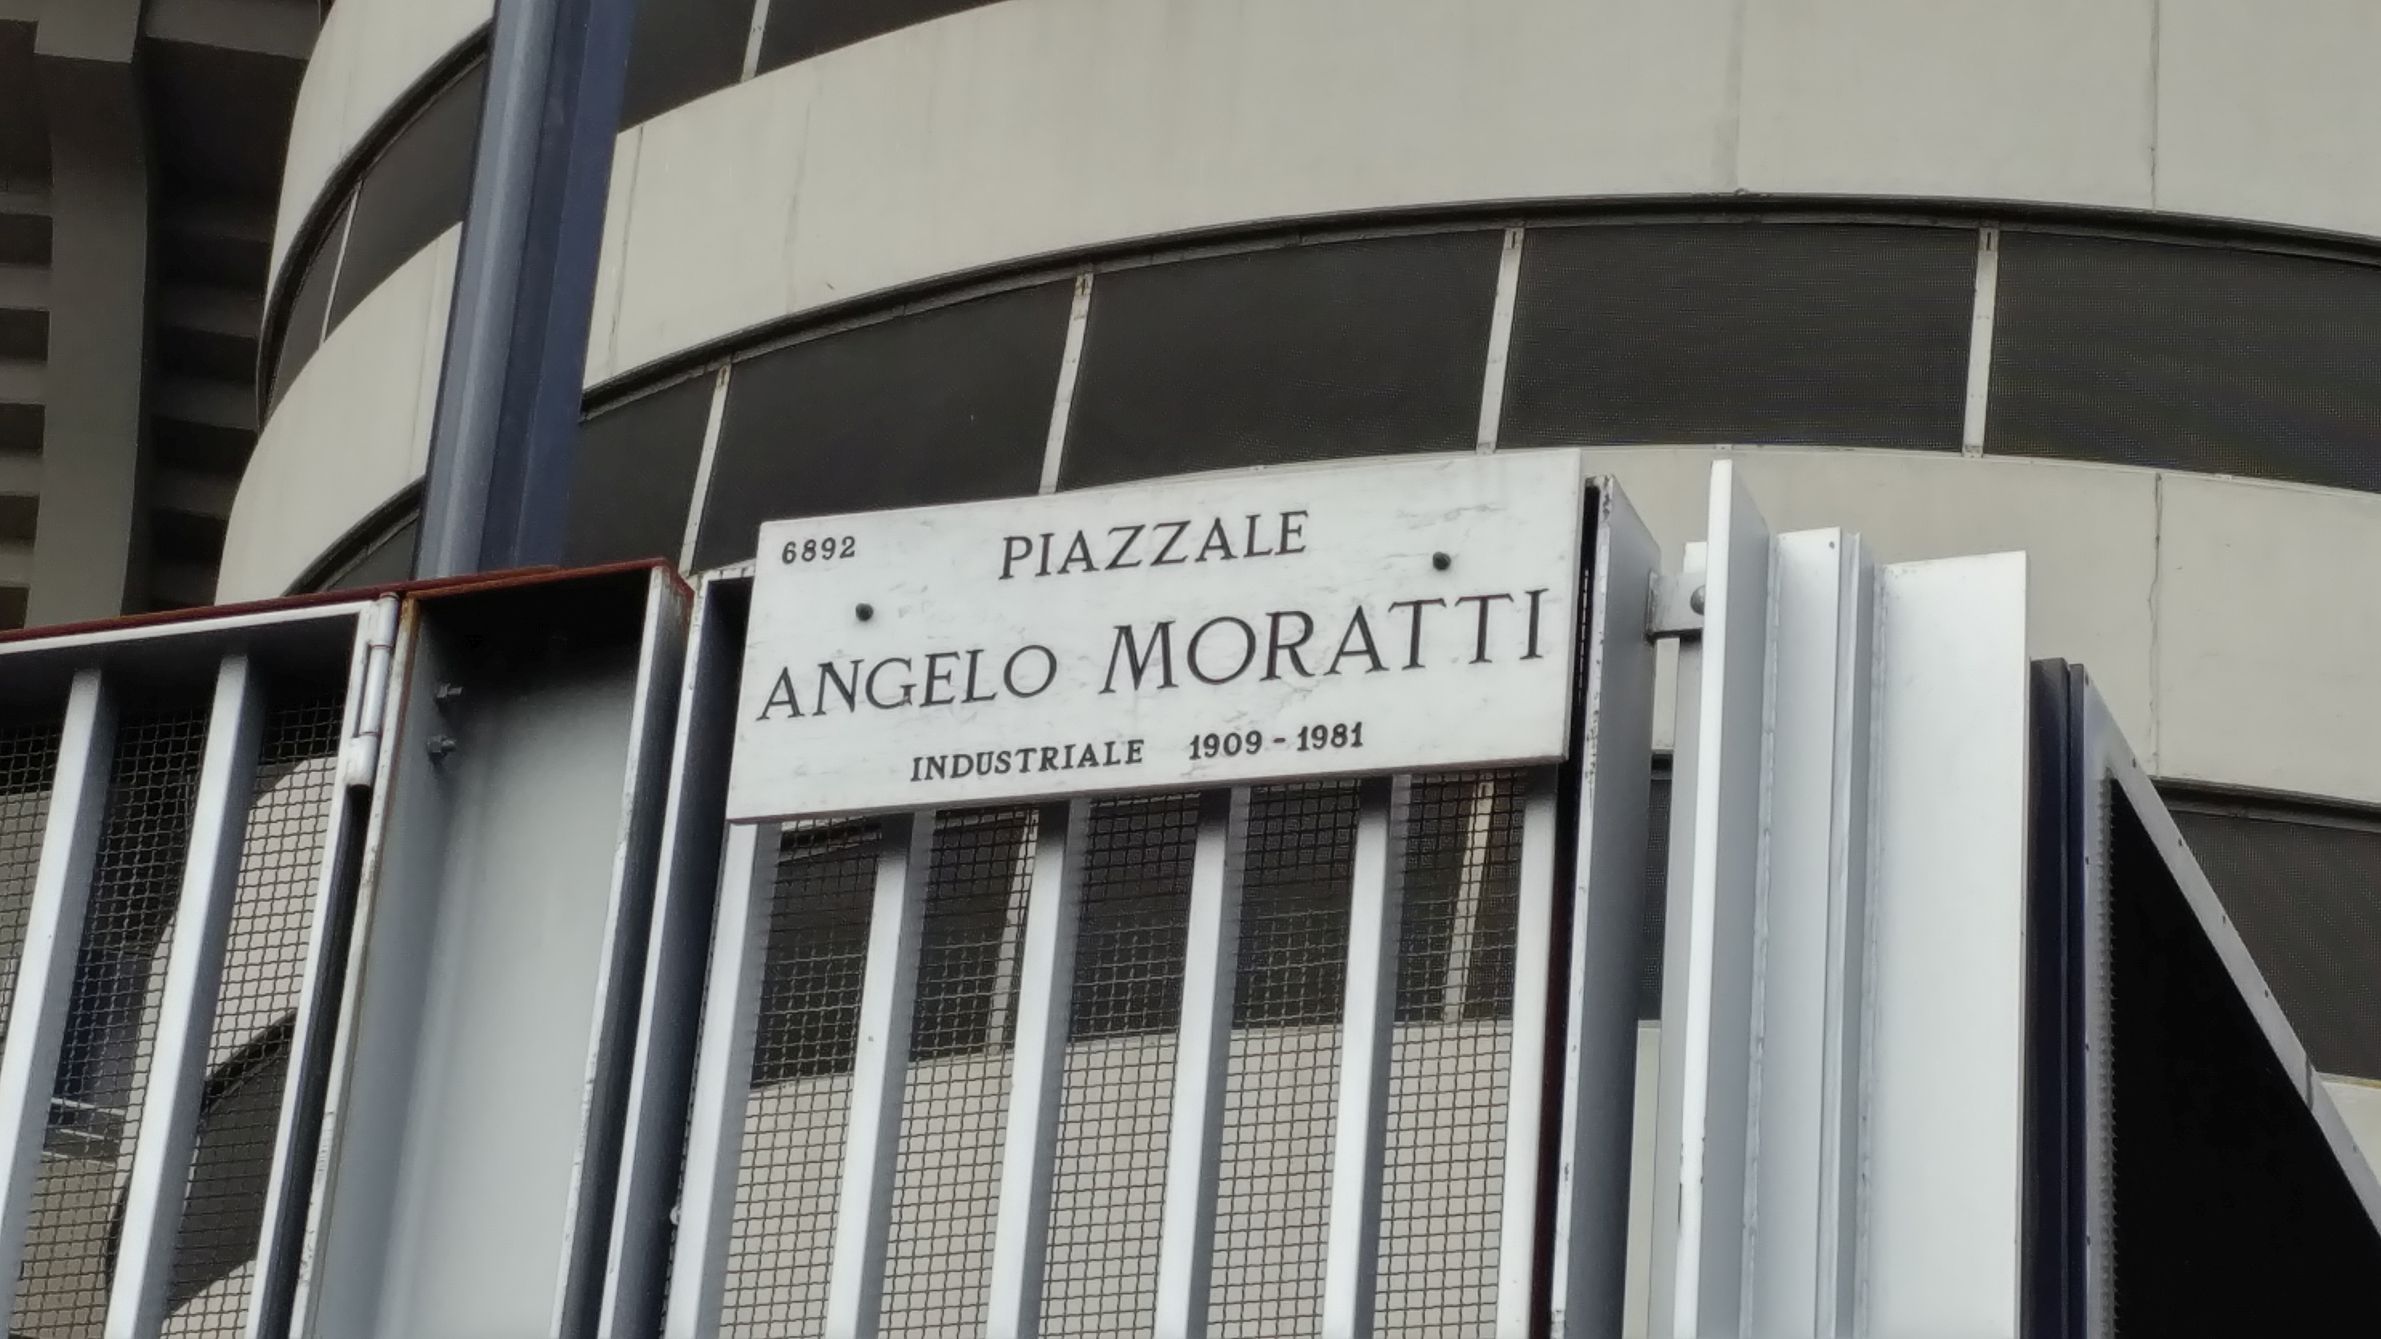 6892
PIAZZALE
ANGELO MORATTI
INDUSTRIALE 1909 - 1981